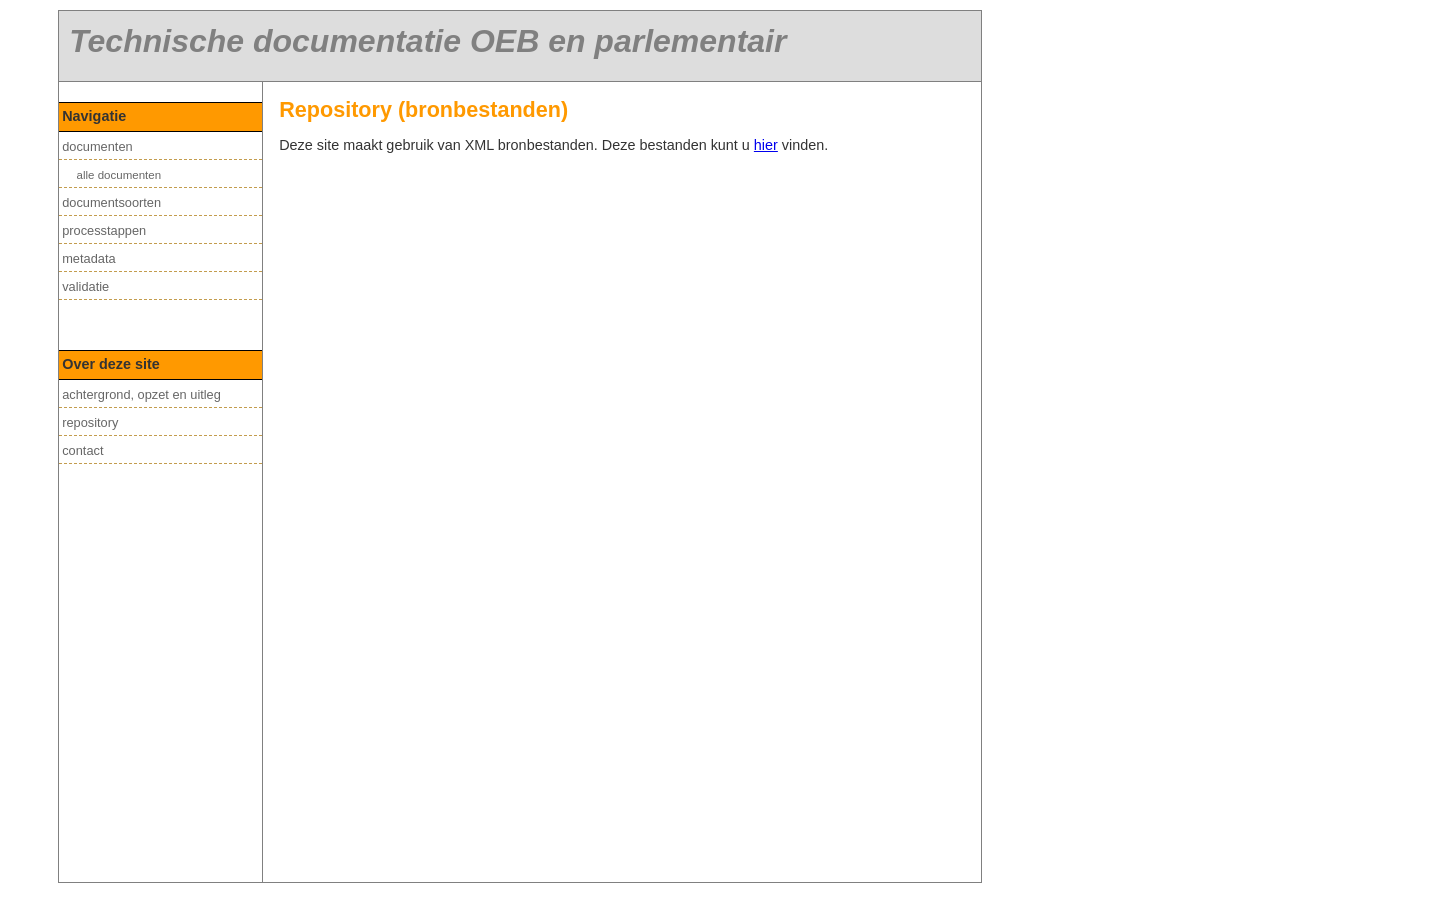 Technische documentatie OEB en parlementair
Navigatie
documenten
alle documenten
documentsoorten
processtappen
metadata
validatie
Over deze site
achtergrond, opzet en uitleg
repository
contact
Repository (bronbestanden)
Deze site maakt gebruik van XML bronbestanden. Deze bestanden kunt u hier vinden.